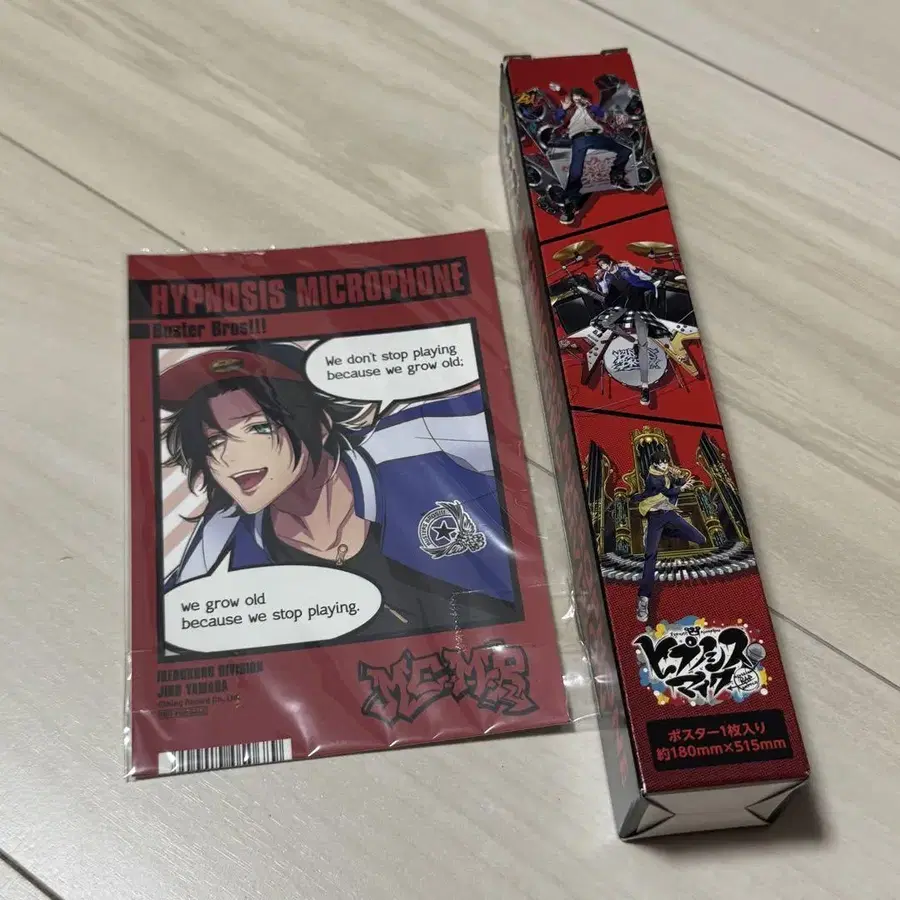 HYPNOSIS MICROPHONE
Buster Bros!!!
We don't stop playing
because we grow old;
we grow old
because we stop playing.
IKEBUKURO DIVISION
JIRO YAMADA
MC.M.B
ヒプノシス
マイク
ポスター1枚入り
約180mm×515mm